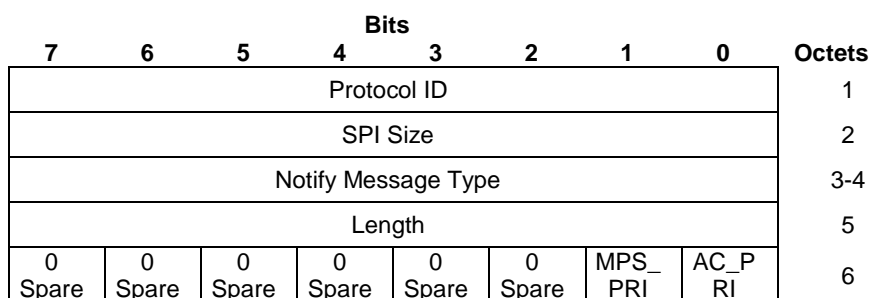 Bits
7 6 5 4 3 2 1 0 Octets
Protocol ID 1
SPI Size 2
Notify Message Type 3-4
Length 5
0 0 0 0 0 0 MPS_ AC_P
Spare Spare Spare Spare Spare Spare PRI RI 6